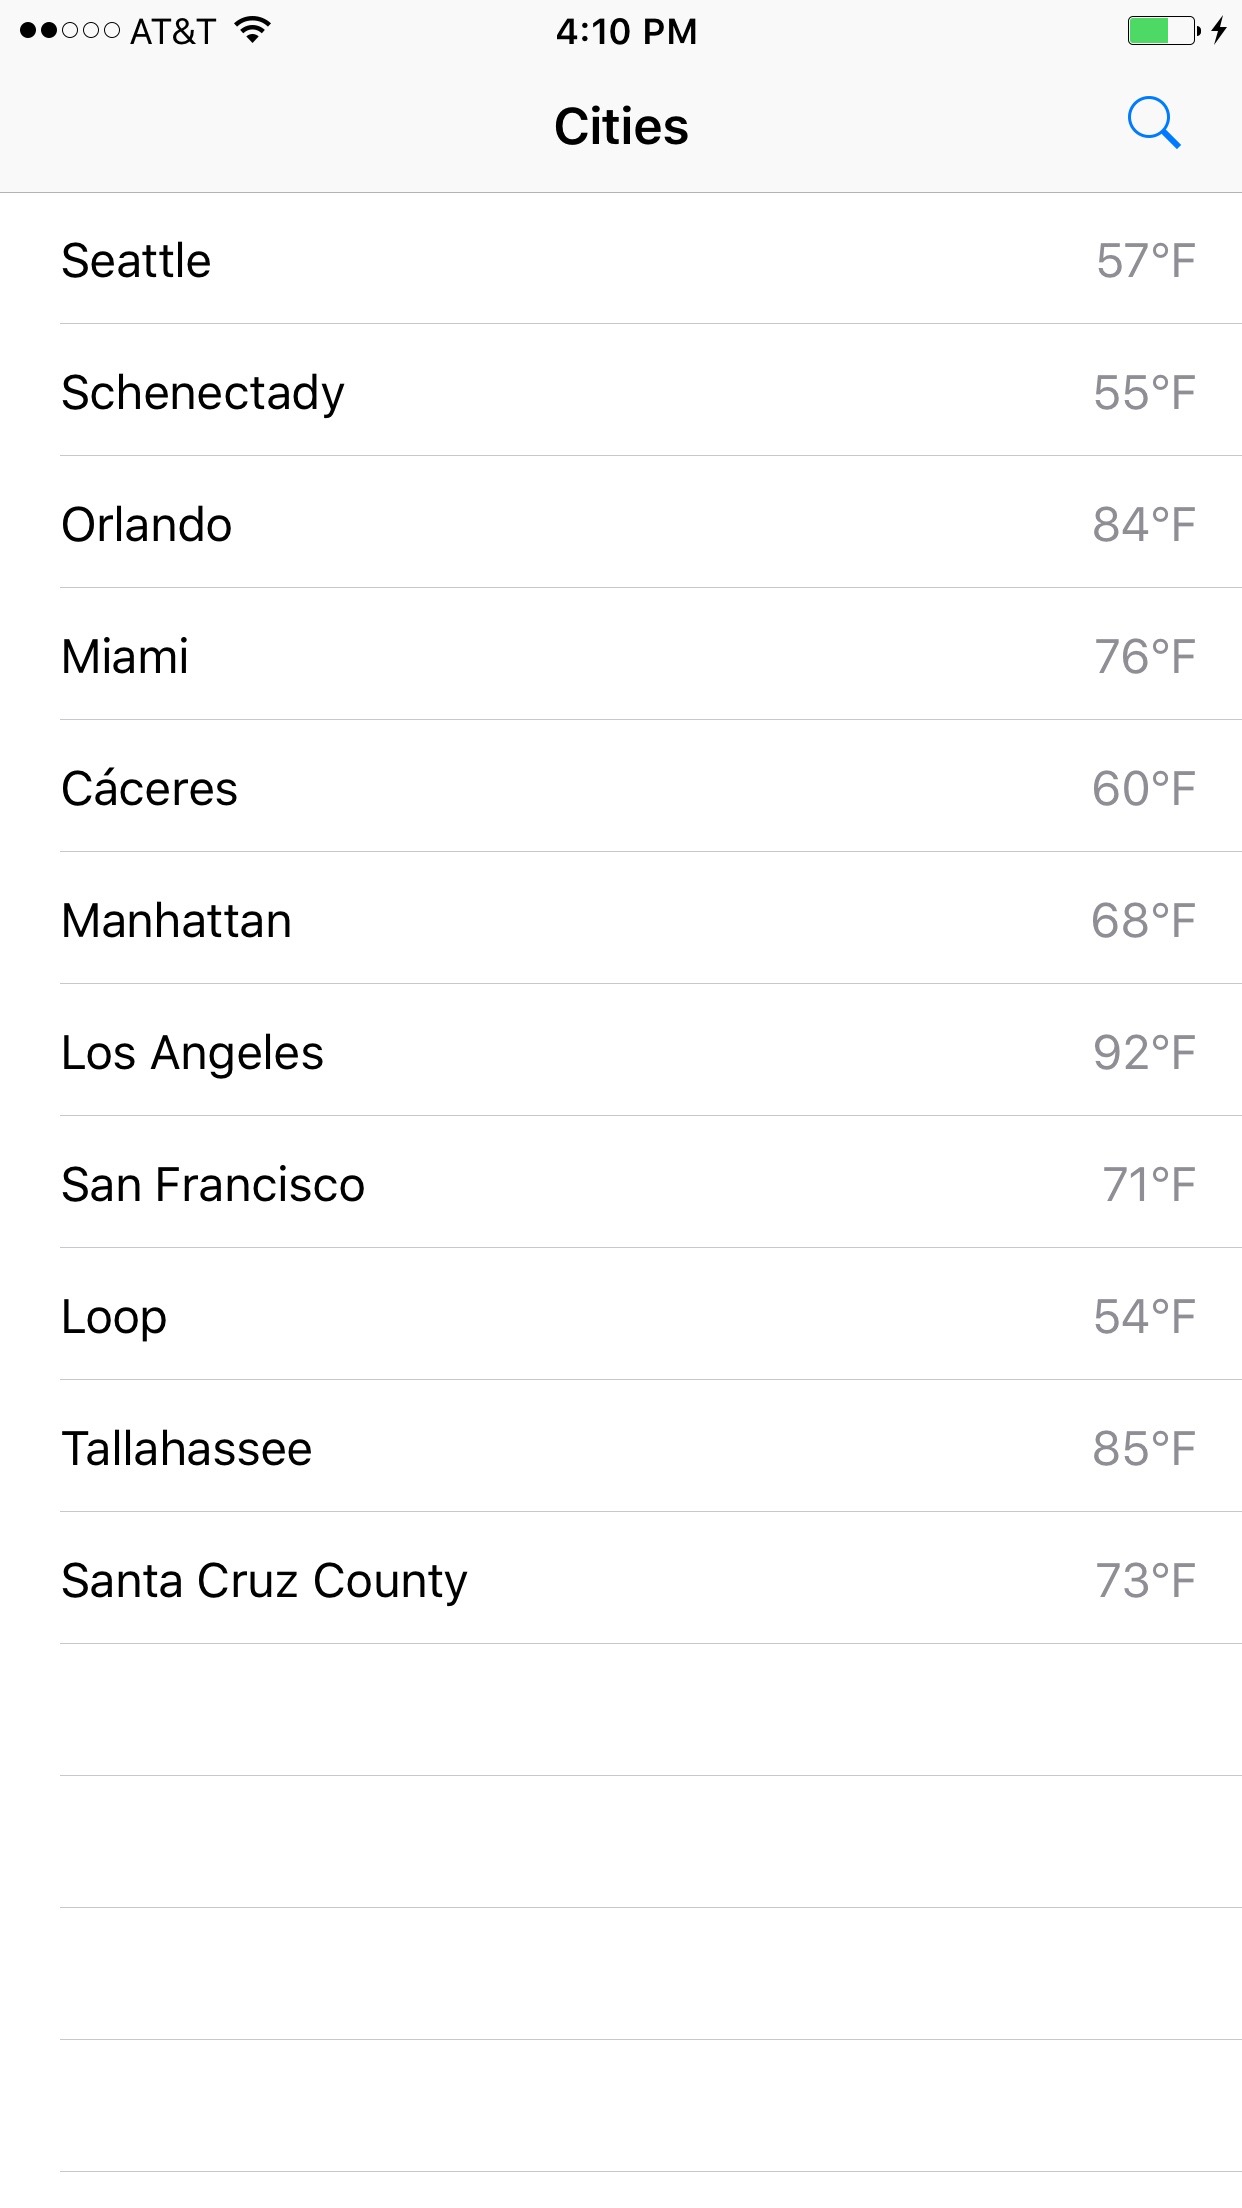 AT&T 4:10 PM
Cities
Seattle 57°F
Schenectady 55°F
Orlando 84°F
Miami 76°F
Cáceres 60°F
Manhattan 68°F
Los Angeles 92°F
San Francisco 71°F
Loop 54°F
Tallahassee 85°F
Santa Cruz County 73°F